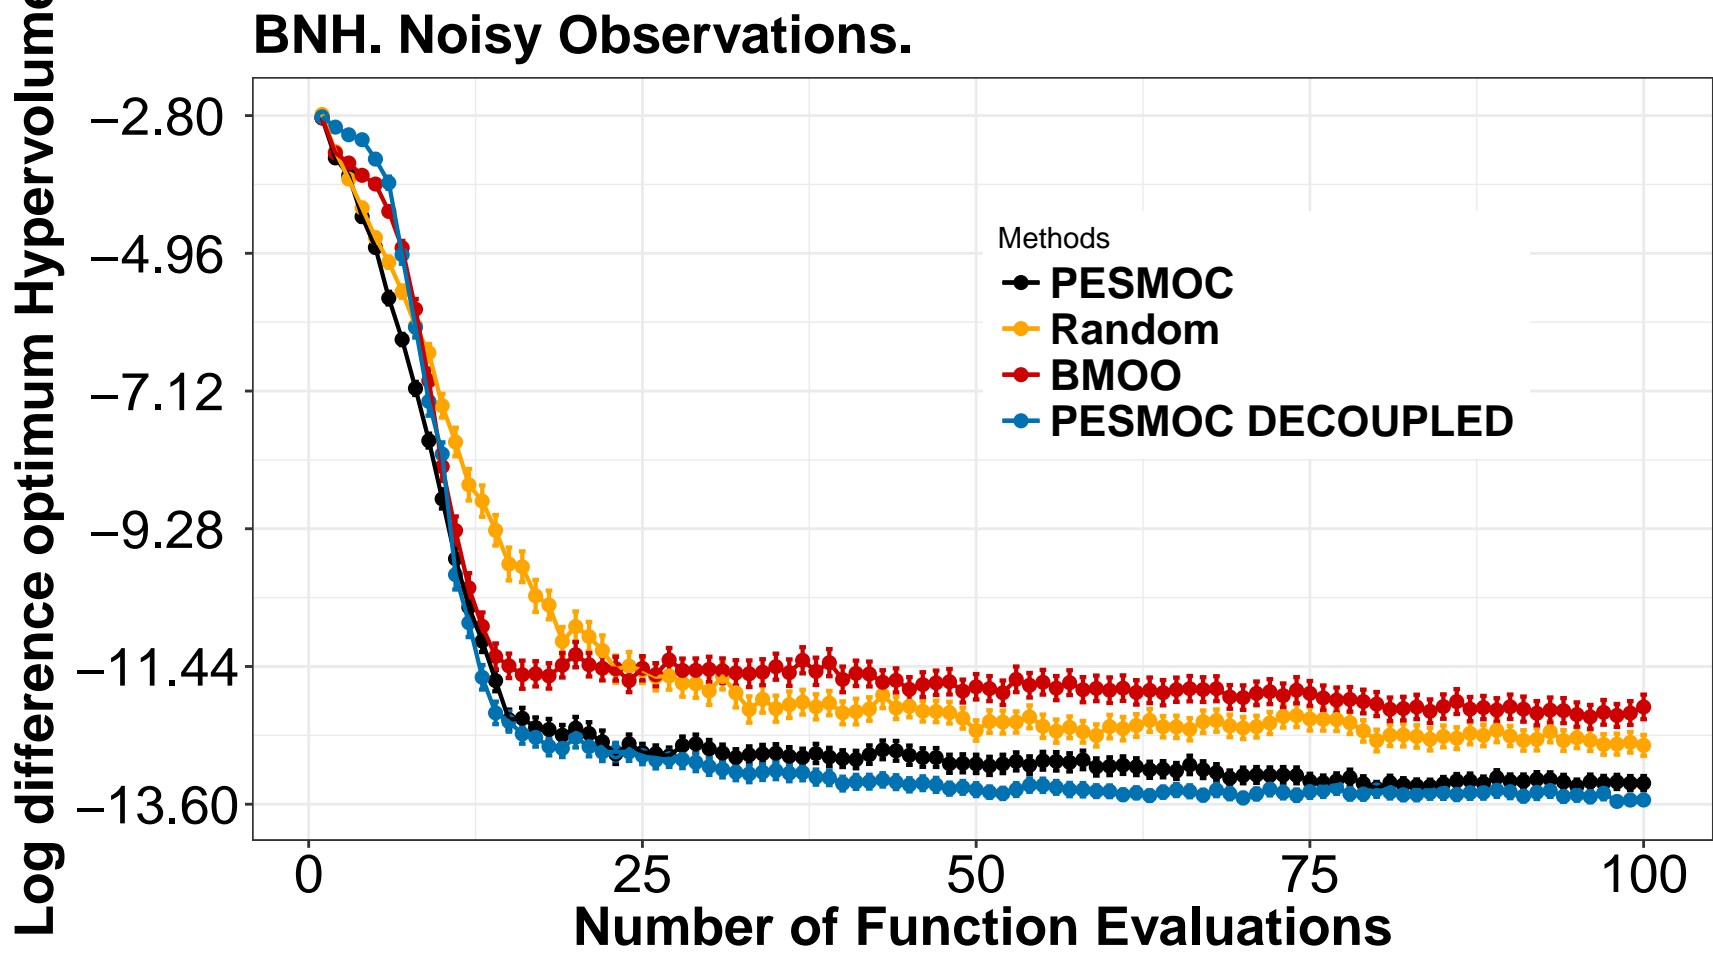 BNH. Noisy Observations.
Log difference optimum Hypervolume
−2.80
−4.96
−7.12
−9.28
−11.44
−13.60
Methods
PESMOC
Random
BMOO
PESMOC DECOUPLED
0
25
50
75
100
Number of Function Evaluations